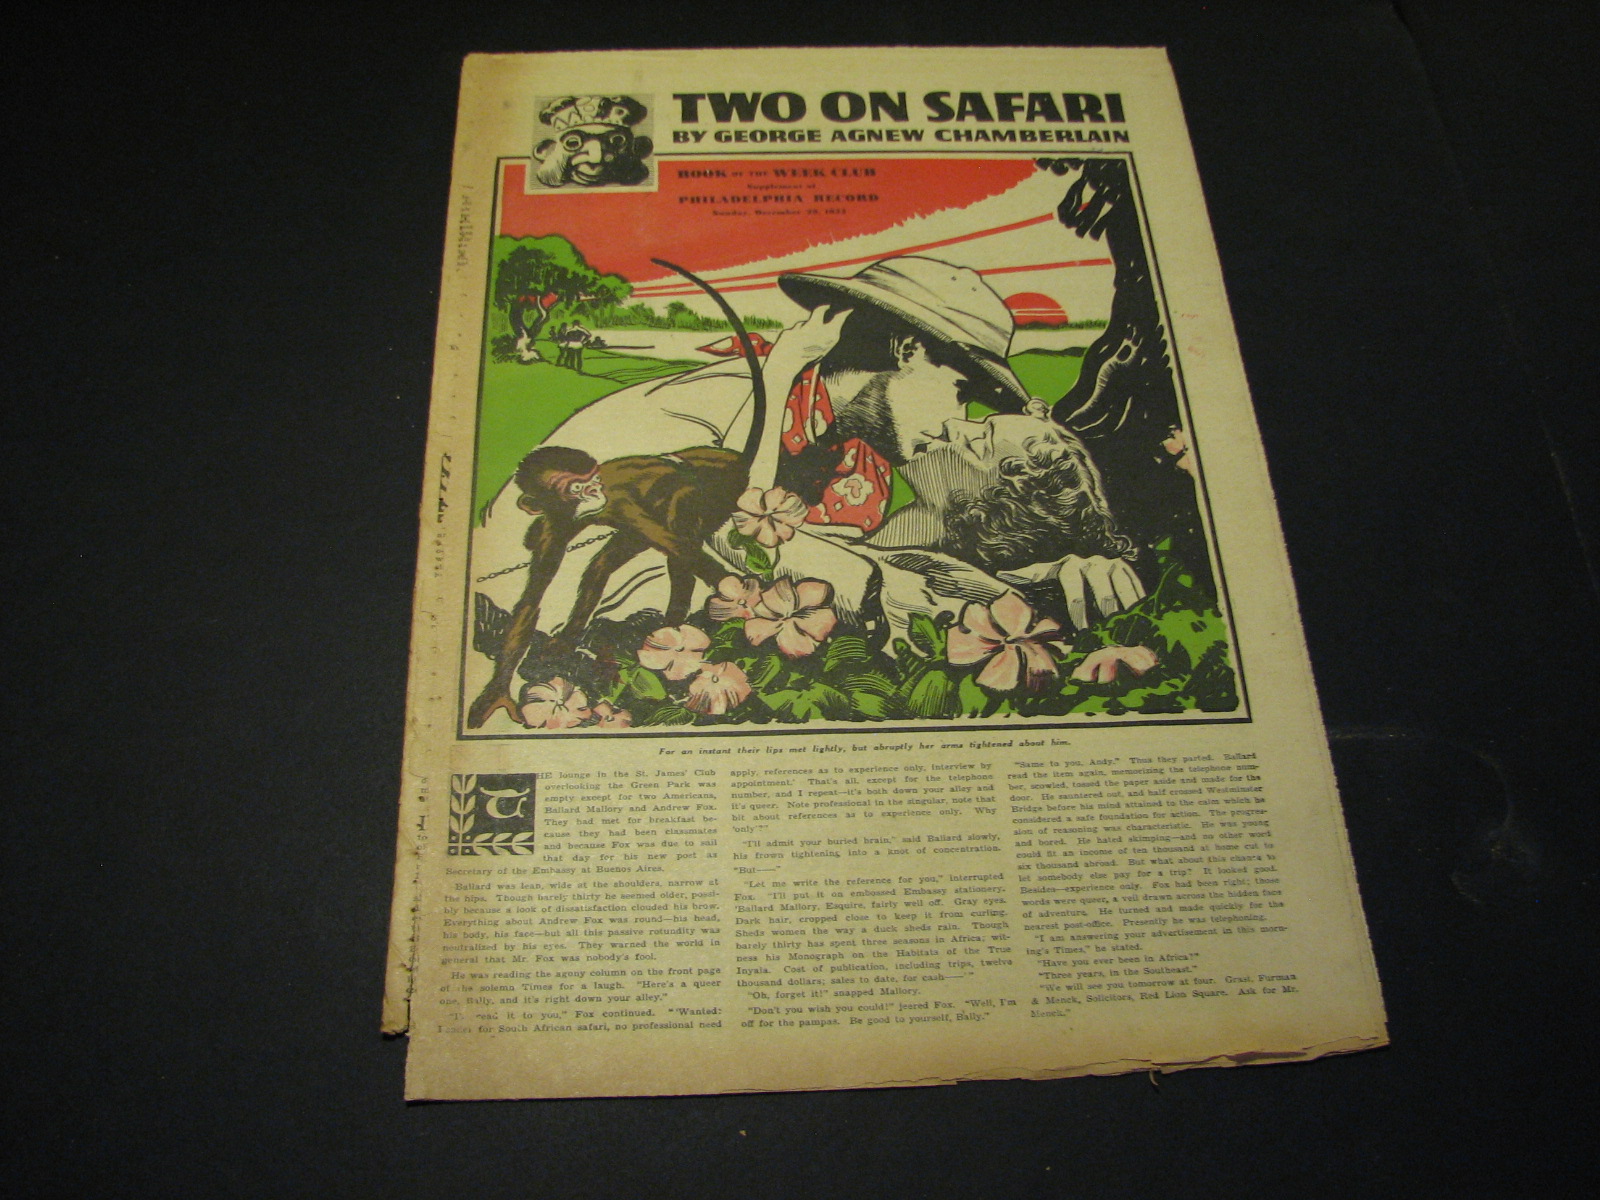 TWO ON SAFARI
BY GEORGE AGNEW CHAMBERLAIN
BOOK OF THE WEEK CLUB
Supplement of
PHILADELPHIA RECORD
Sunday,
For an instant their lips met lightly, but abruptly her arms tightened about him.
THE lounge in the St. James' Club
overlooking the Green Park was
empty except for two Americans,
Ballard Mallory and Andrew Fox.
They had met for breakfast be-
cause they had been classmates
and because Fox was due to sail
that day for his new post as
Secretary of the Embassy at Buenos Aires.
Ballard was lean, wide at the shoulders, narrow at
the hips. Though barely thirty he seemed older, possi-
bly because a look of dissatisfaction clouded his brow.
Everything about Andrew Fox was round—his head,
his body, his face—but all this passive rotundity was
neutralized by his eyes. They warned the world in
general that Mr. Fox was nobody's fool.
He was reading the agony column on the front page
of the solemn Times for a laugh. "Here's a queer
one, Bally, and it's right down your alley."
"I'll read it to you," Fox continued. "'Wanted:
for South African safari, no professional need
apply, references as to experience only, interview by
appointment.' That's all, except for the telephone
number, and I repeat—it's both down your alley and
it's queer. Note professional in the singular, note that
bit about references as to experience only. Why
'only'?"
"I'll admit your buried brain," said Ballard slowly,
his frown tightening into a knot of concentration.
"But——"
"Let me write the reference for you," interrupted
Fox. "I'll put it on embossed Embassy stationery.
'Ballard Mallory, Esquire, fairly well off. Gray eyes.
Dark hair, cropped close to keep it from curling.
Sheds women the way a duck sheds rain. Though
barely thirty has spent three seasons in Africa; wit-
ness his Monograph on the Habitats of the True
Inyala. Cost of publication, including trips, twelve
thousand dollars; sales to date, for cash——'"
"Oh, forget it!" snapped Mallory.
"Don't you wish you could!" jeered Fox. "Well, I'm
off for the pampas. Be good to yourself, Bally."
"Same to you, Andy." Thus they parted. Ballard
read the item again, memorizing the telephone num-
ber, scowled, tossed the paper aside and made for the
door. He sauntered out, and half crossed Westminster
Bridge before his mind attained to the calm which he
considered a safe foundation for action. The progres-
sion of reasoning was characteristic. He was young
and bored. He hated skimping—and no other word
could fit an income of ten thousand at home cut to
six thousand abroad. But what about this chance to
let somebody else pay for a trip? It looked good.
Besides—experience only. Fox had been right; those
words were queer, a veil drawn across the hidden face
of adventure. He turned and made quickly for the
nearest post-office. Presently he was telephoning.
"I am answering your advertisement in this morn-
ing's Times," he stated.
"Have you ever been in Africa?"
"Three years, in the Southeast."
"We will see you tomorrow at four. Grast, Furman
& Menck, Solicitors, Red Lion Square. Ask for Mr.
Menck."